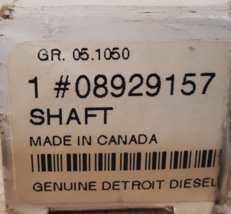 GR. 05.1050
1 #08929157
SHAFT
MADE IN CANADA
GENUINE DETROIT DIESEL